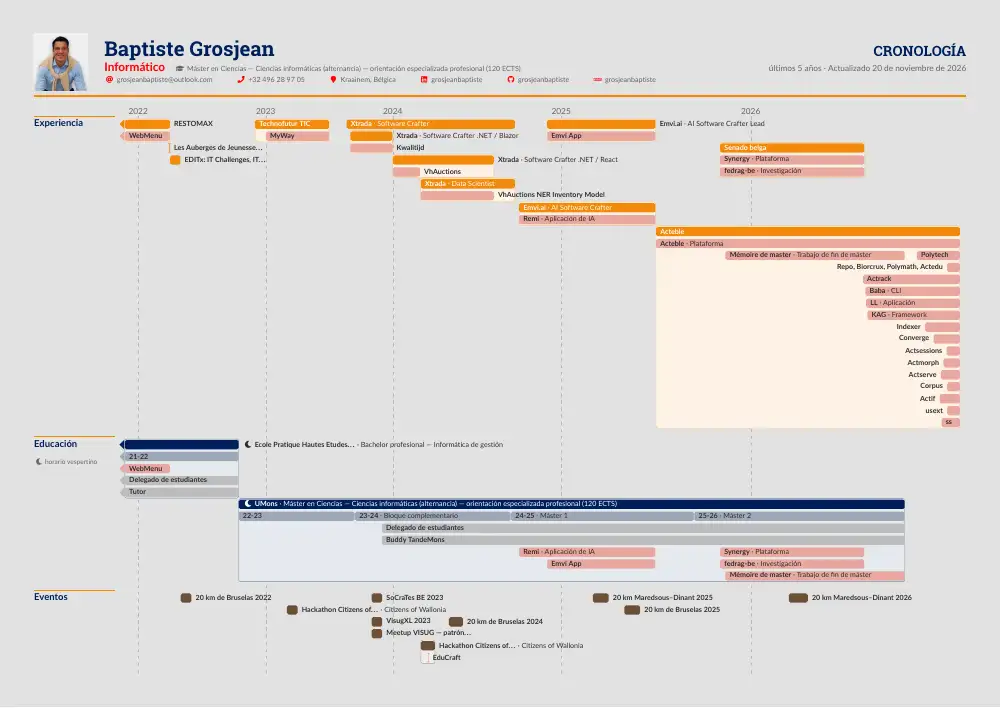 Baptiste Grosjean
CRONOLOGÍA
Informático Máster en Ciencias — Ciencias informáticas (alternancia) — orientación especializada profesional (120 ECTS)
últimos 5 años · Actualizado 20 de noviembre de 2026
grosjeanbaptiste@outlook.com +32 496 28 97 05 Kraainem, Bélgica grosjeanbaptiste grosjeanbaptiste grosjeanbaptiste
2022 2023 2024 2025 2026
Experiencia
RESTOMAX Technofutur TIC Xtrada · Software Crafter Emvi.ai · AI Software Crafter Lead
WebMenu MyWay Xtrada · Software Crafter .NET / Blazor Emvi App
Les Auberges de Jeunesse... Kwalitijd Senado belga
EDITx: IT Challenges, IT... Xtrada · Software Crafter .NET / React Synergy · Plataforma
VhAuctions fedrag·be · Investigación
Xtrada · Data Scientist
VhAuctions NER Inventory Model
Emvi.ai · AI Software Crafter
Remi · Aplicación de IA
Acteble
Acteble · Plataforma
Mémoire de master · Trabajo de fin de máster Polytech
Repo, Biorcrux, Polymath, Actedu
Actrack
Baba · CLI
LL · Aplicación
KAG · Framework
Indexer
Converge
Actsessions
Actmorph
Actserve
Corpus
Actif
usext
ss
Educación
Ecole Pratique Hautes Etudes... · Bachelor profesional — Informática de gestión
21-22
horario vespertino
WebMenu
Delegado de estudiantes
Tutor
UMons · Máster en Ciencias — Ciencias informáticas (alternancia) — orientación especializada profesional (120 ECTS)
22-23 23-24 · Bloque complementario 24-25 · Máster 1 25-26 · Máster 2
Delegado de estudiantes
Buddy TandeMons
Remi · Aplicación de IA Synergy · Plataforma
Emvi App fedrag·be · Investigación
Mémoire de master · Trabajo de fin de máster
Eventos
20 km de Bruselas 2022 SoCraTes BE 2023 20 km Maredsous–Dinant 2025 20 km Maredsous–Dinant 2026
Hackathon Citizens of... · Citizens of Wallonia 20 km de Bruselas 2025
VisugXL 2023 20 km de Bruselas 2024
Meetup VISUG — patrón...
Hackathon Citizens of... · Citizens of Wallonia
EduCraft